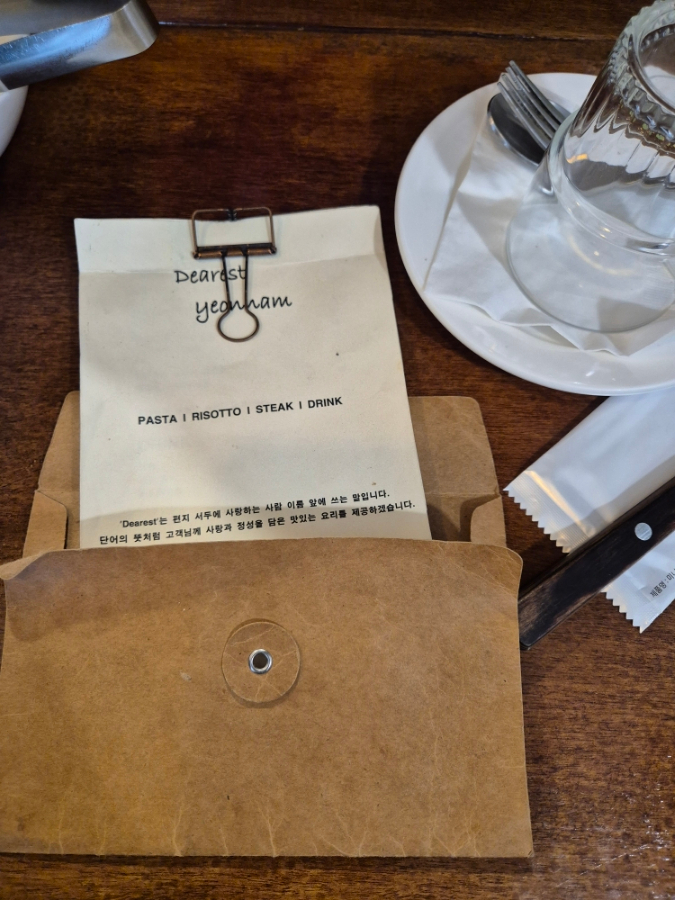 Dearest
yeonnam
PASTA I RISOTTO I STEAK I DRINK
'Dearest'는 편지 서두에 사랑하는 사람 이름 앞에 쓰는 말입니다.
단어의 뜻처럼 고객님께 사랑과 정성을 담은 맛있는 요리를 제공하겠습니다.
제품명